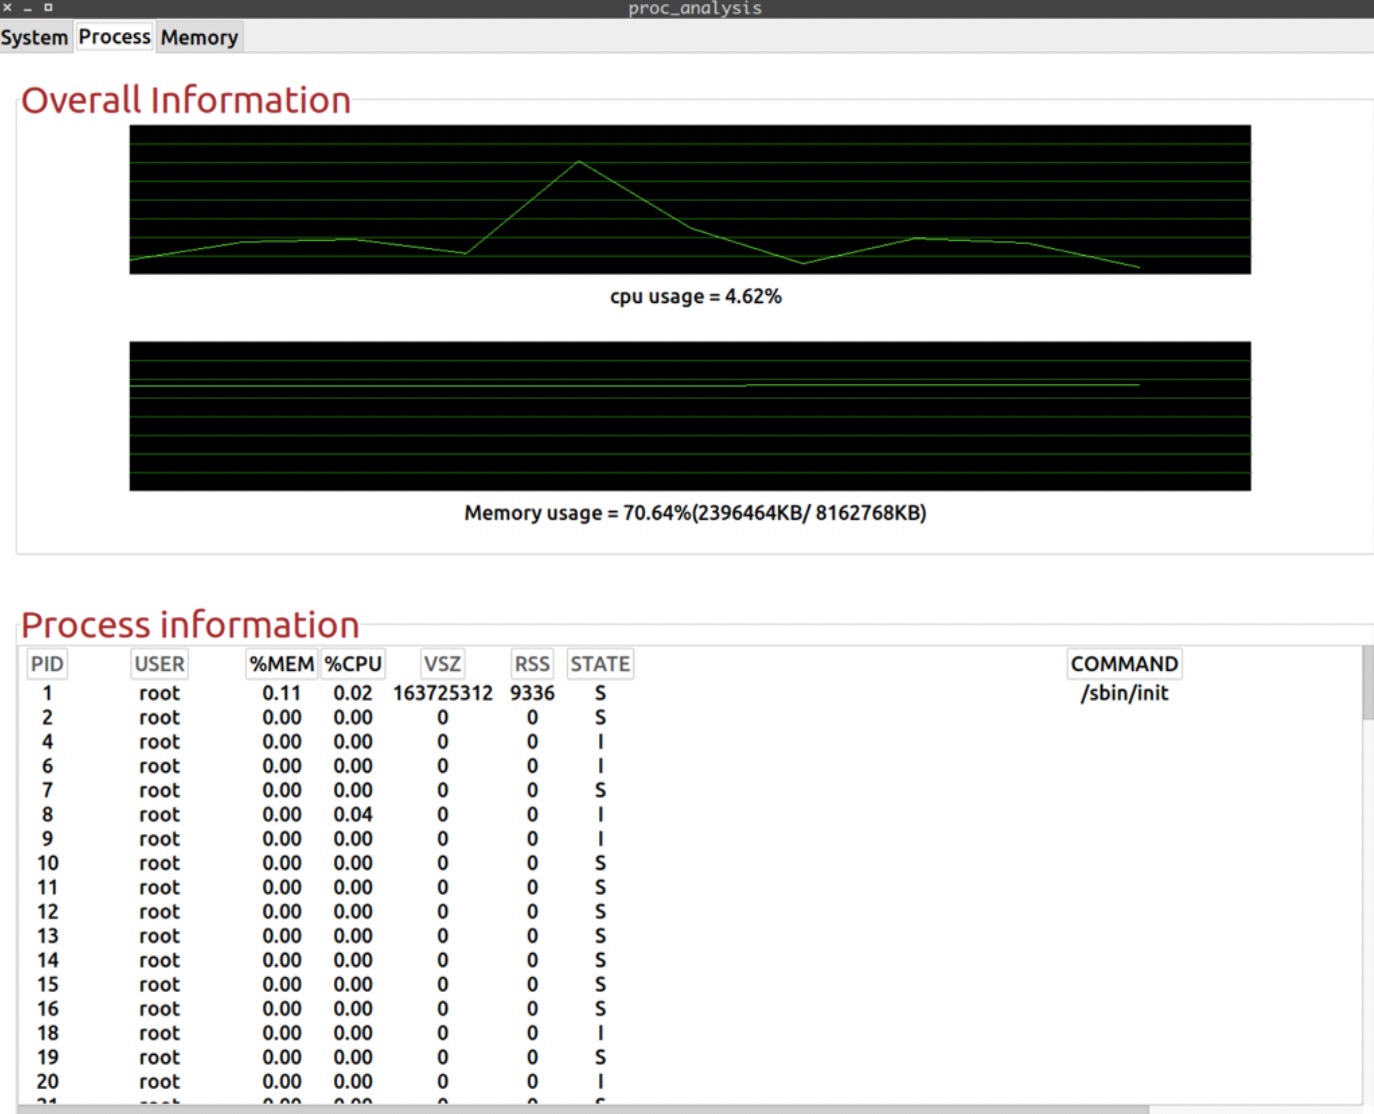 proc_analysis
System Process Memory
Overall Information
cpu usage = 4.62%
Memory usage = 70.64%(2396464KB/ 8162768KB)
Process information
PID USER %MEM %CPU VSZ RSS STATE COMMAND
1 root 0.11 0.02 163725312 9336 S /sbin/init
2 root 0.00 0.00 0 0 S
4 root 0.00 0.00 0 0 I
6 root 0.00 0.00 0 0 I
7 root 0.00 0.00 0 0 S
8 root 0.00 0.04 0 0 I
9 root 0.00 0.00 0 0 I
10 root 0.00 0.00 0 0 S
11 root 0.00 0.00 0 0 S
12 root 0.00 0.00 0 0 S
13 root 0.00 0.00 0 0 S
14 root 0.00 0.00 0 0 S
15 root 0.00 0.00 0 0 S
16 root 0.00 0.00 0 0 S
18 root 0.00 0.00 0 0 I
19 root 0.00 0.00 0 0 S
20 root 0.00 0.00 0 0 I